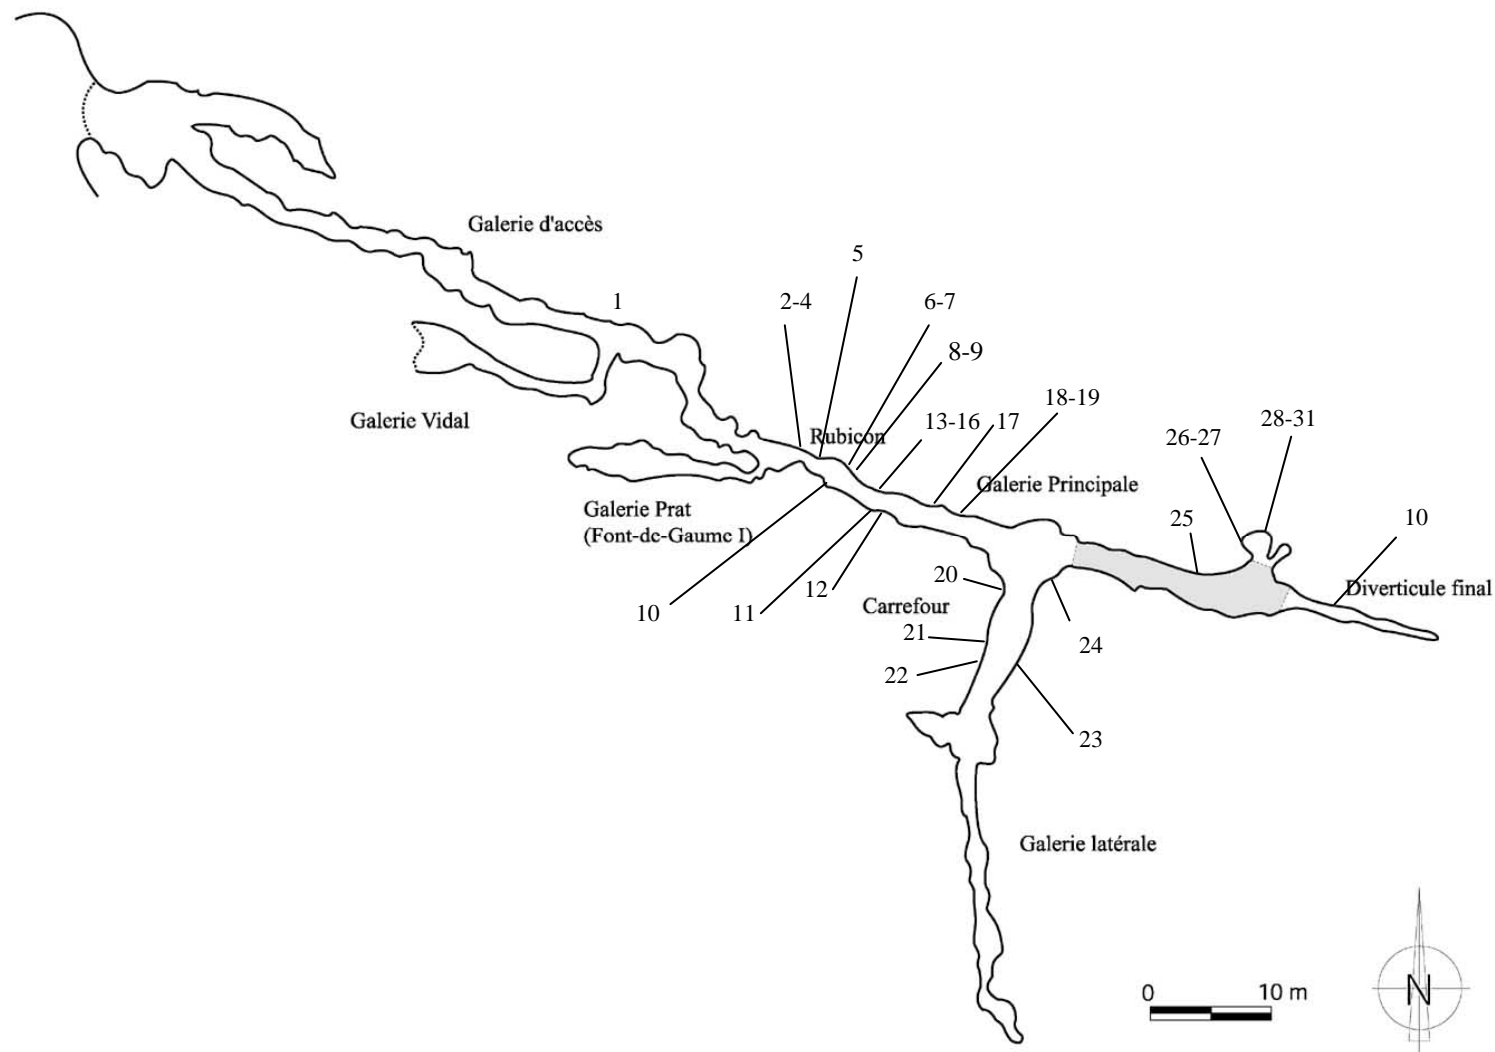 Galerie d'accès
5
1
2-4
6-7
8-9
18-19
Galerie Vidal
Rubicon
13-16
17
28-31
26-27
Galerie Principale
Galerie Prat
(Font-de-Gaume I)
25
10
20
12
Diverticule final
10
11
Carrefour
21
24
22
23
Galerie latérale
0
10 m
N